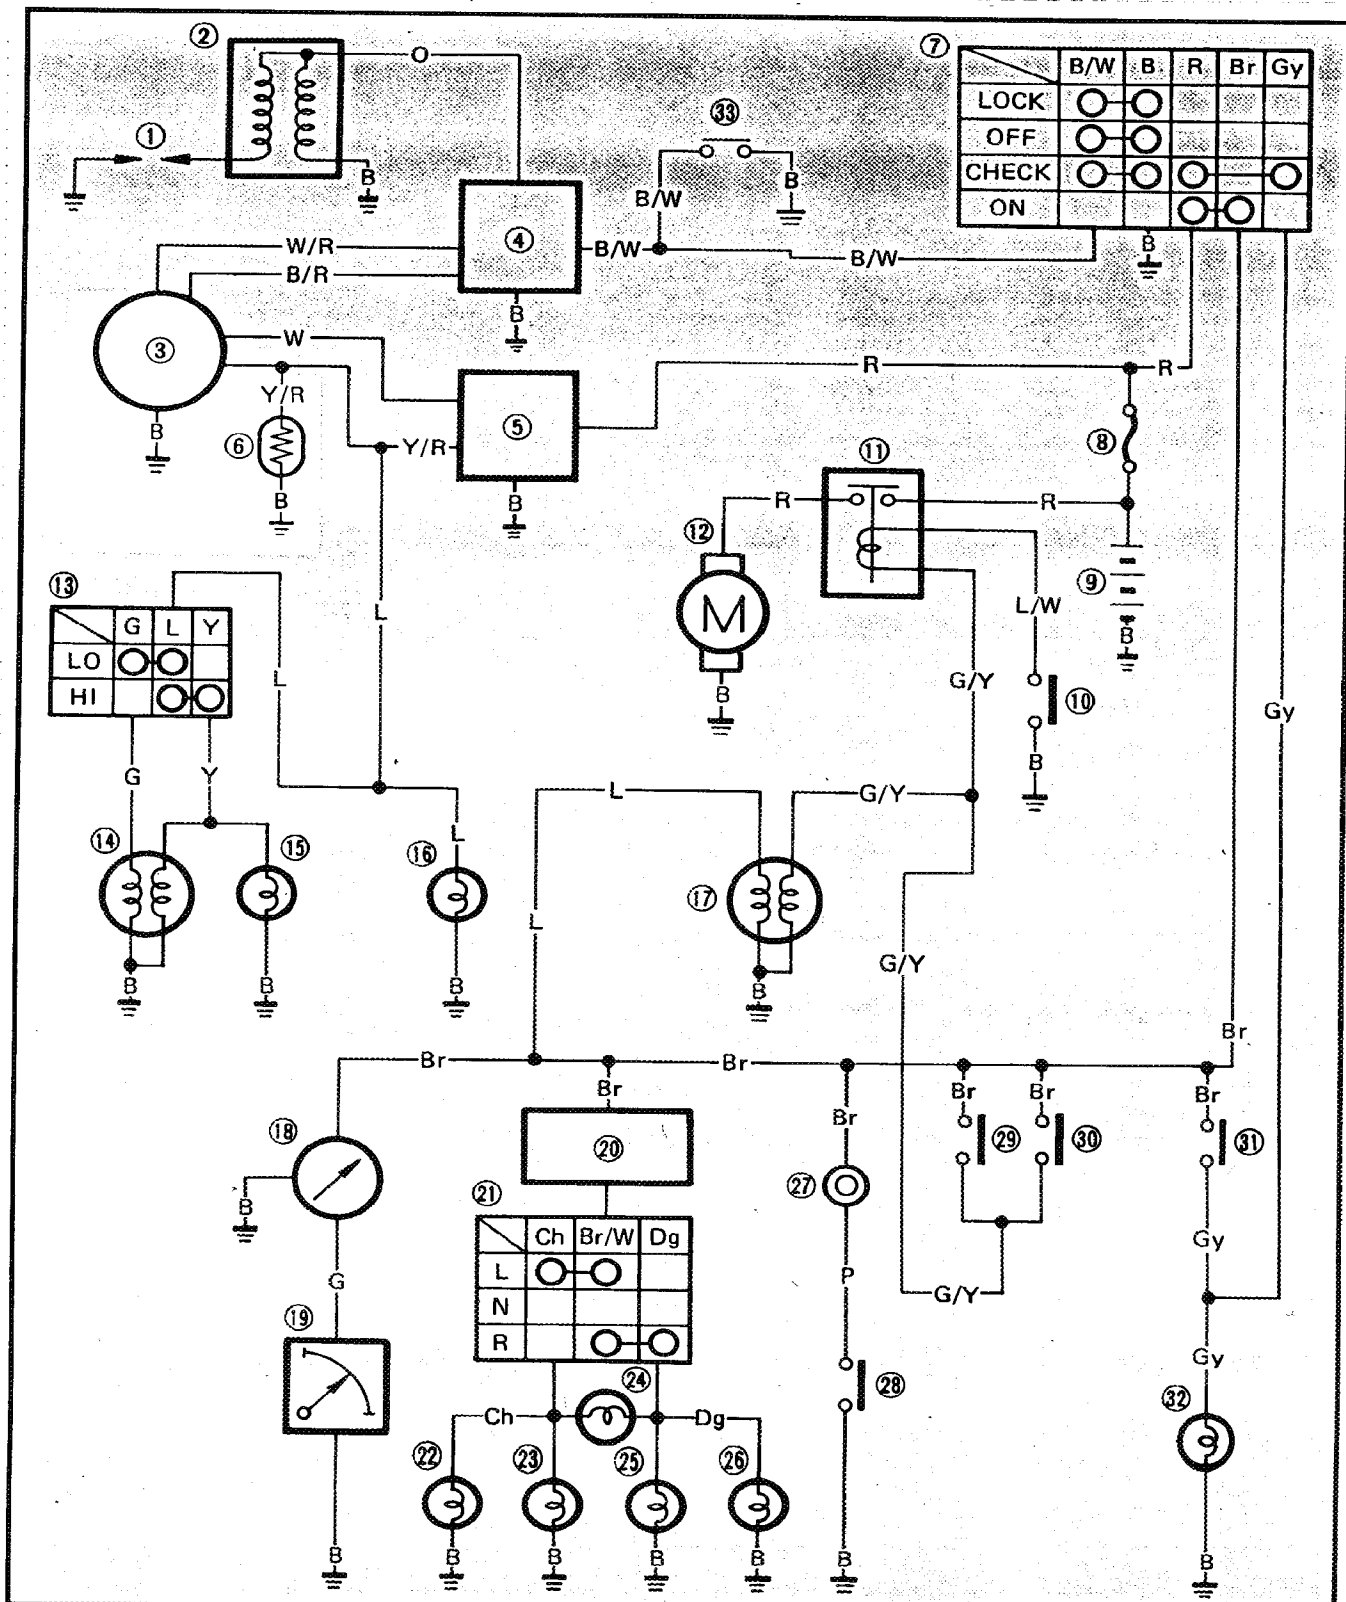 ② O ⑦ B/W B R Br Gy
LOCK
① ㉝ OFF
B B CHECK
B/W ON
W/R ④ B/W B/W B
B/R
B
③ W R R
Y/R
B ⑥ Y/R ⑤ ⑧
⑪
B B R R
⑫ ⑨
⑬ M L/W
G L Y L B
LO L G/Y ⑩
HI B Gy
B
G Y L G/Y
⑭ ⑮ ⑯ L
⑰
L
G/Y
B B B B
Br
Br Br
Br Br Br Br
Br
⑱ ⑳ ㉙ ㉚ ㉛
㉗
㉑
B Ch Br/W Dg
L Gy
G N P G/Y
⑲ R
㉔ Gy
㉘
Ch Dg ㉜
㉒ ㉓ ㉕ ㉖
B B B B B B B